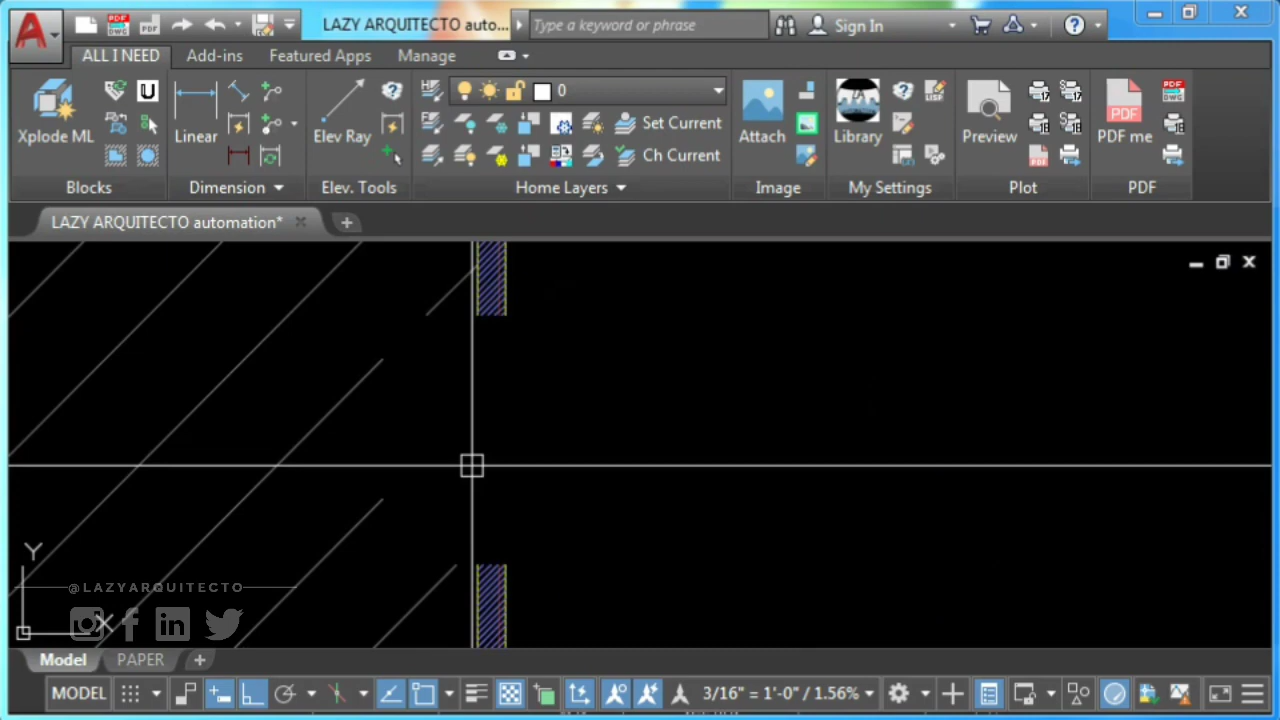 LAZY ARQUITECTO auto...
Type a keyword or phrase
Sign In
ALL I NEED
Add-ins
Featured Apps
Manage
0
Xplode ML
Linear
Elev Ray
Set Current
Ch Current
Attach
Library
Preview
PDF me
Blocks
Dimension
Elev. Tools
Home Layers
Image
My Settings
Plot
PDF
LAZY ARQUITECTO automation*
Y
X
@LAZYARQUITECTO
Model
PAPER
MODEL
3/16" = 1'-0" / 1.56%